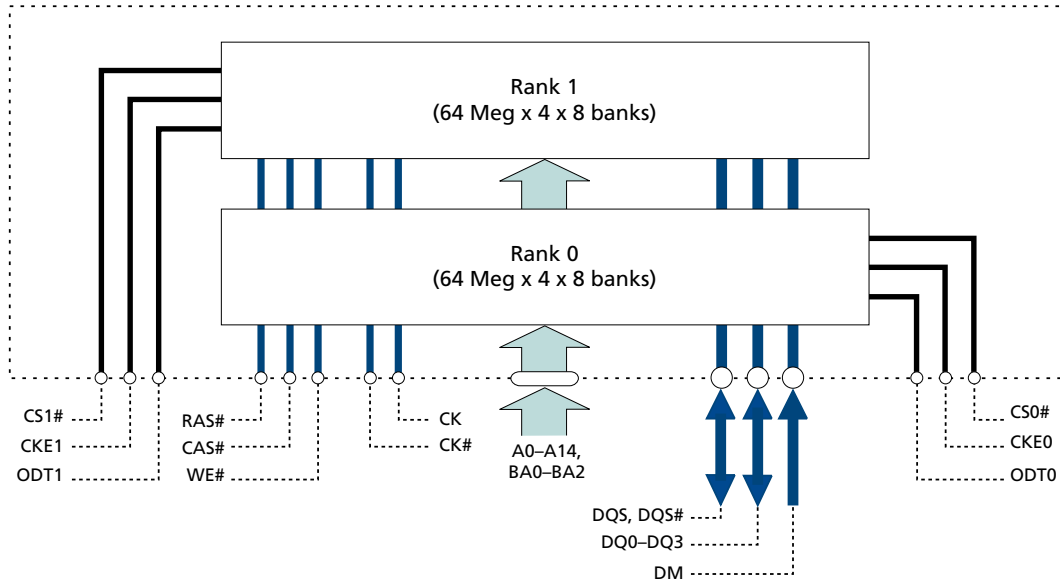 Rank 1
(64 Meg x 4 x 8 banks)
Rank 0
(64 Meg x 4 x 8 banks)
CS1#
CKE1
ODT1
RAS#
CAS#
WE#
CK
CK#
A0–A14,
BA0–BA2
CS0#
CKE0
ODT0
DQS, DQS#
DQ0–DQ3
DM